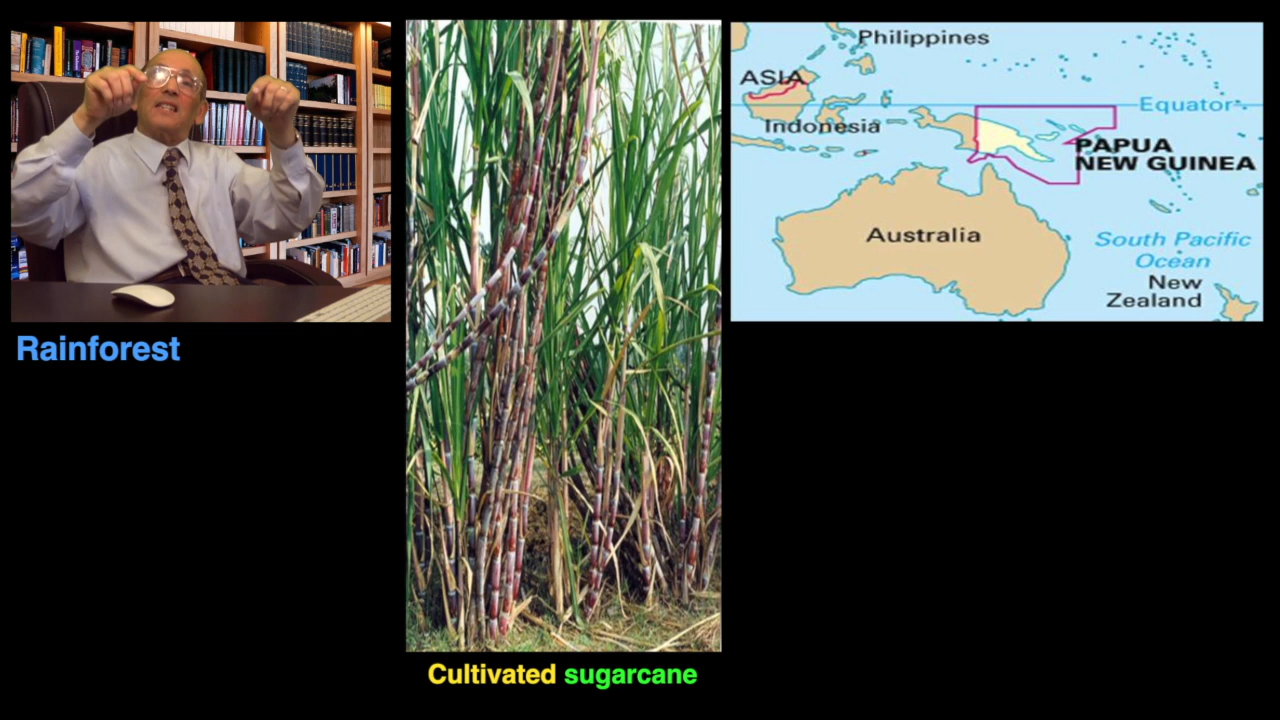 Rainforest
Cultivated sugarcane
Philippines
ASIA
Equator
Indonesia
PAPUA
NEW GUINEA
Australia
South Pacific
Ocean
New
Zealand